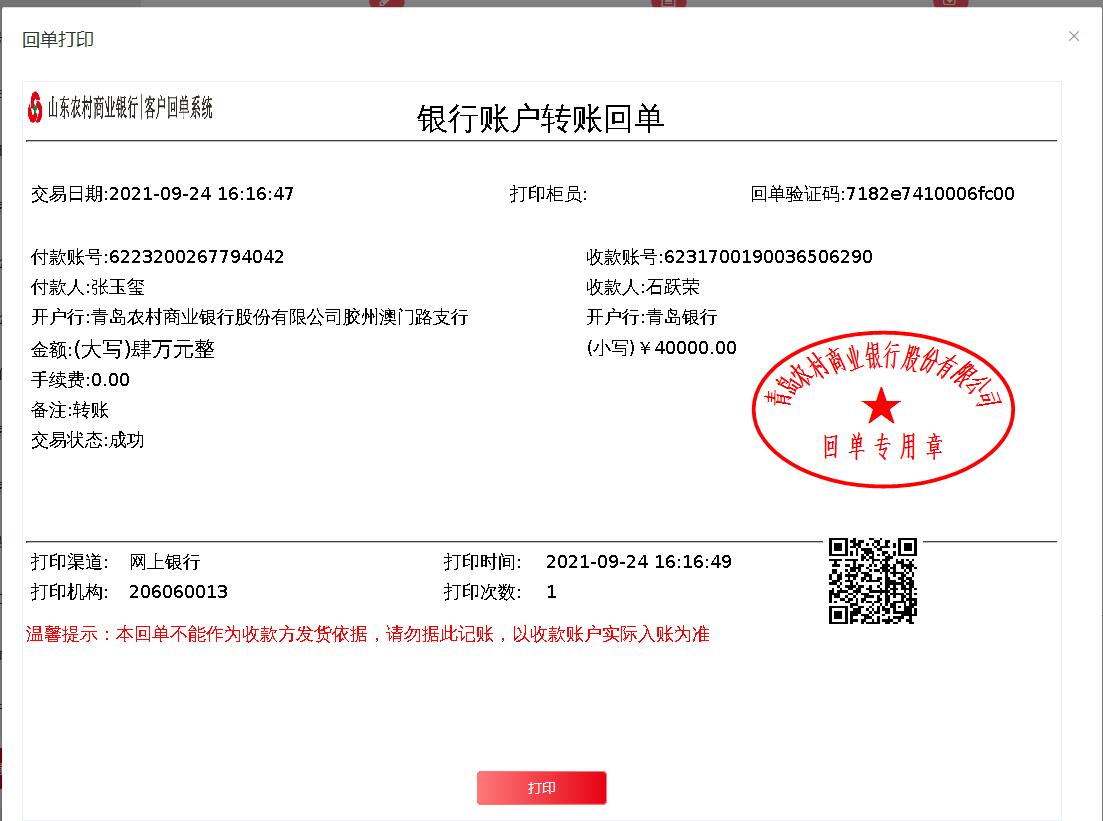 回单打印
山东农村商业银行|客户回单系统
银行账户转账回单
交易日期:2021-09-24 16:16:47 打印柜员: 回单验证码:7182e7410006fc00
付款账号:6223200267794042 收款账号:6231700190036506290
付款人:张玉玺 收款人:石跃荣
开户行:青岛农村商业银行股份有限公司胶州澳门路支行 开户行:青岛银行
金额:(大写)肆万元整 (小写)￥40000.00
手续费:0.00
备注:转账
交易状态:成功
青岛农村商业银行股份有限公司
回单专用章
打印渠道: 网上银行 打印时间: 2021-09-24 16:16:49
打印机构: 206060013 打印次数: 1
温馨提示：本回单不能作为收款方发货依据，请勿据此记账，以收款账户实际入账为准
打印